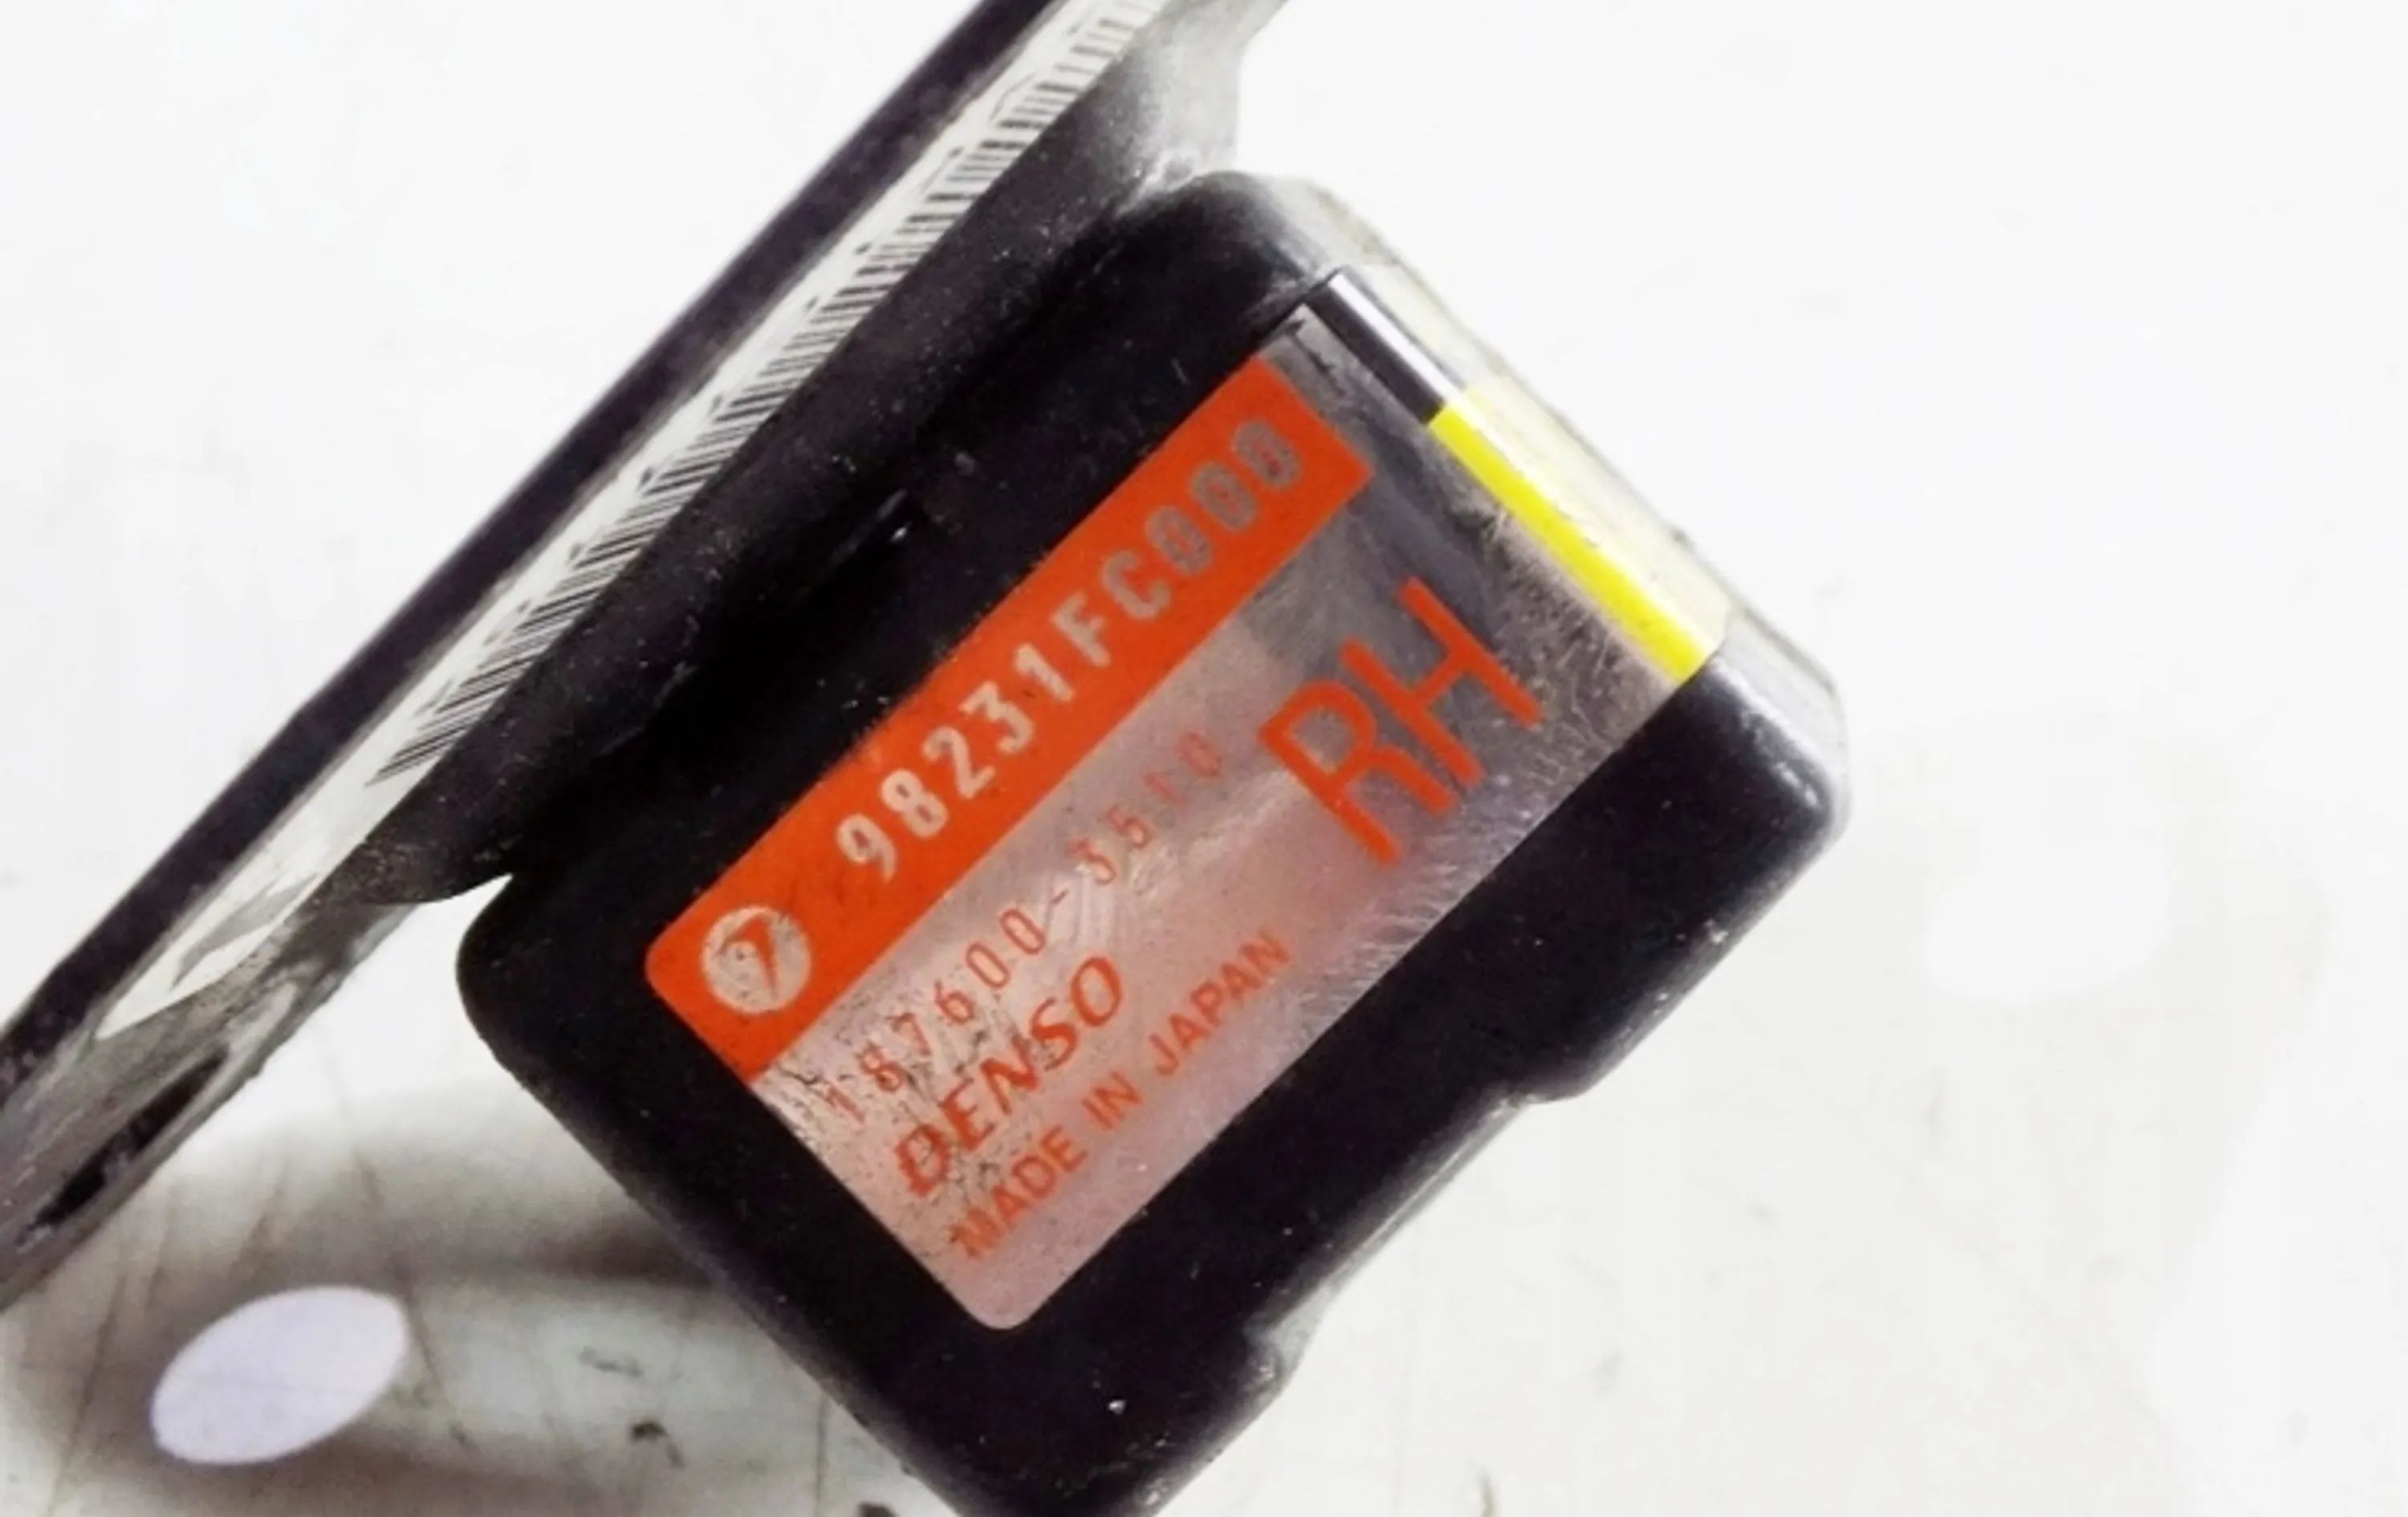 98231FC000
187600-3510
RH
DENSO
MADE IN JAPAN